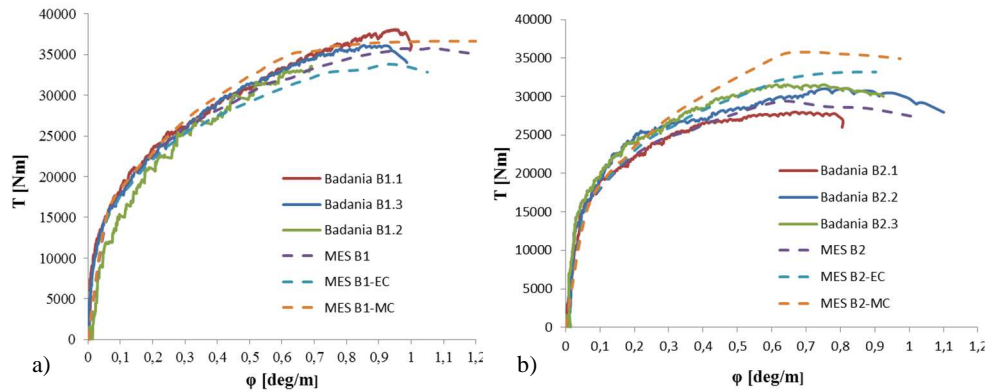 40000
35000
30000
25000
20000
15000
10000
5000
0
T [Nm]
0 0,1 0,2 0,3 0,4 0,5 0,6 0,7 0,8 0,9 1 1,1 1,2
φ [deg/m]
Badania B1.1
Badania B1.3
Badania B1.2
MES B1
MES B1-EC
MES B1-MC
a)
40000
35000
30000
25000
20000
15000
10000
5000
0
T [Nm]
0 0,1 0,2 0,3 0,4 0,5 0,6 0,7 0,8 0,9 1 1,1 1,2
φ [deg/m]
Badania B2.1
Badania B2.2
Badania B2.3
MES B2
MES B2-EC
MES B2-MC
b)